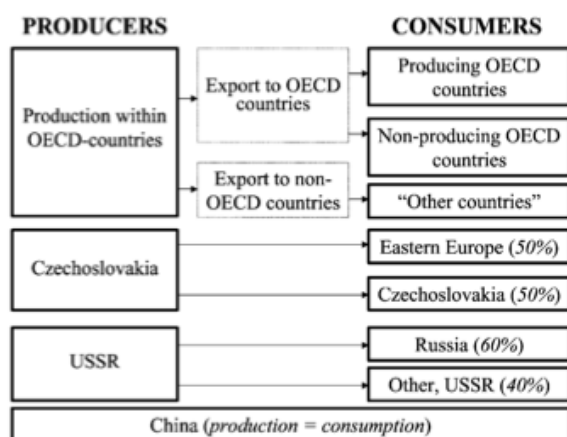 PRODUCERS
CONSUMERS
Production within
OECD-countries
Export to OECD
countries
Producing OECD
countries
Non-producing OECD
countries
Export to non-
OECD countries
“Other countries”
Czechoslovakia
Eastern Europe (50%)
Czechoslovakia (50%)
USSR
Russia (60%)
Other, USSR (40%)
China (production = consumption)